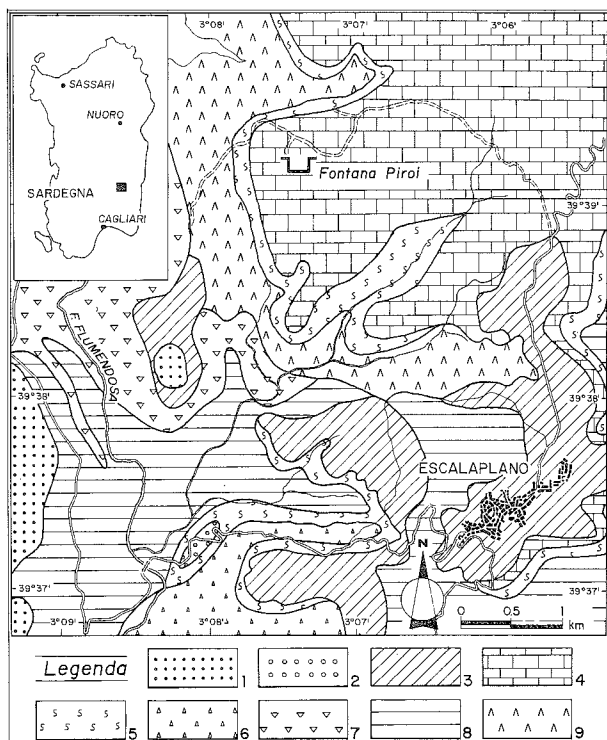 3°08'
3°07'
3°06'
SASSARI
NUORO
SARDEGNA
CAGLIARI
Fontana Piroi
39°39'
F. FLUMENDOSA
39°38'
39°38'
ESCALAPLANO
N
39°37'
39°37'
0 0.5 1
km
3°09'
3°08'
3°07'
Legenda
1
2
3
4
5
6
7
8
9